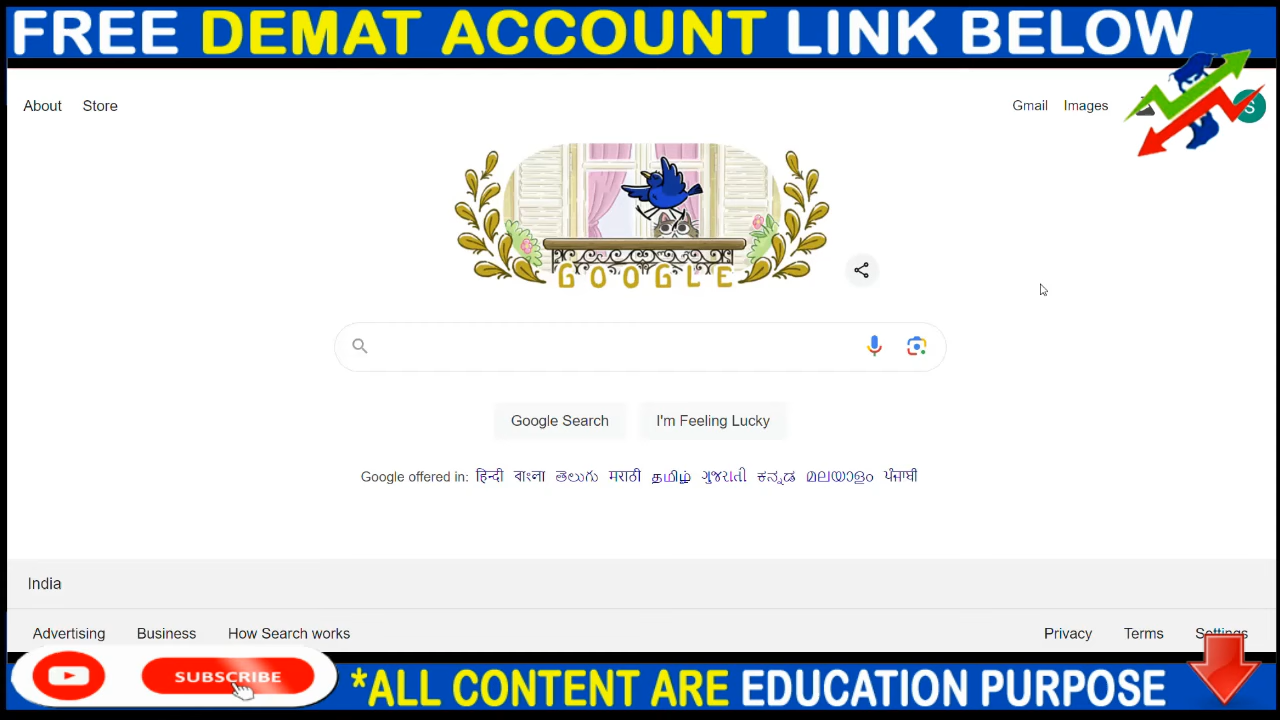 FREE DEMAT ACCOUNT LINK BELOW
About Store
Gmail Images
S
GOOGLE
Google Search I'm Feeling Lucky
Google offered in: हिन्दी বাংলা తెలుగు मराठी தமிழ் ગુજરાતી ಕನ್ನಡ മലയാളം ਪੰਜਾਬੀ
India
Advertising Business How Search works
Privacy Terms Settings
SUBSCRIBE
*ALL CONTENT ARE EDUCATION PURPOSE